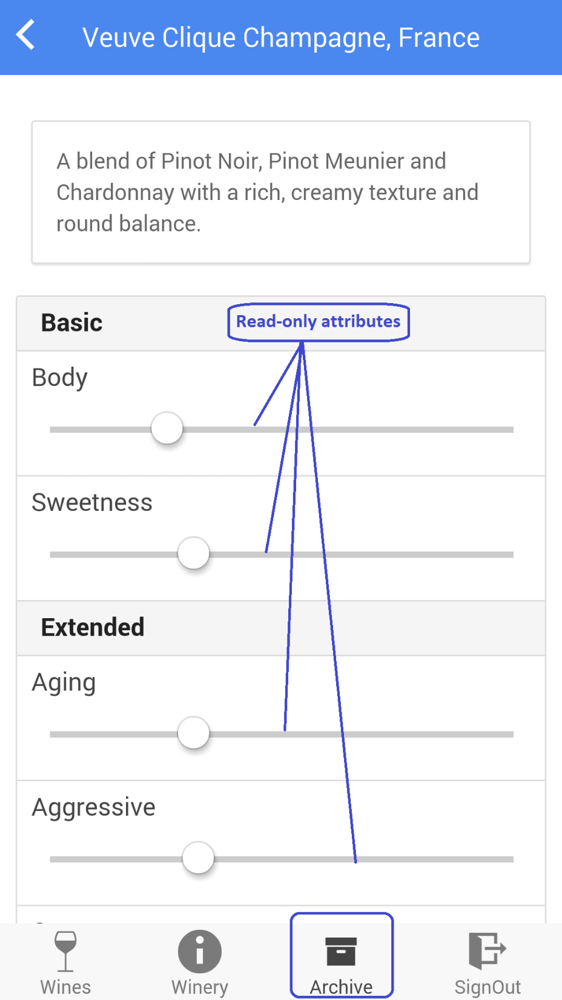 Veuve Clique Champagne, France
A blend of Pinot Noir, Pinot Meunier and
Chardonnay with a rich, creamy texture and
round balance.
Basic
Read-only attributes
Body
Sweetness
Extended
Aging
Aggressive
Wines
Winery
Archive
SignOut